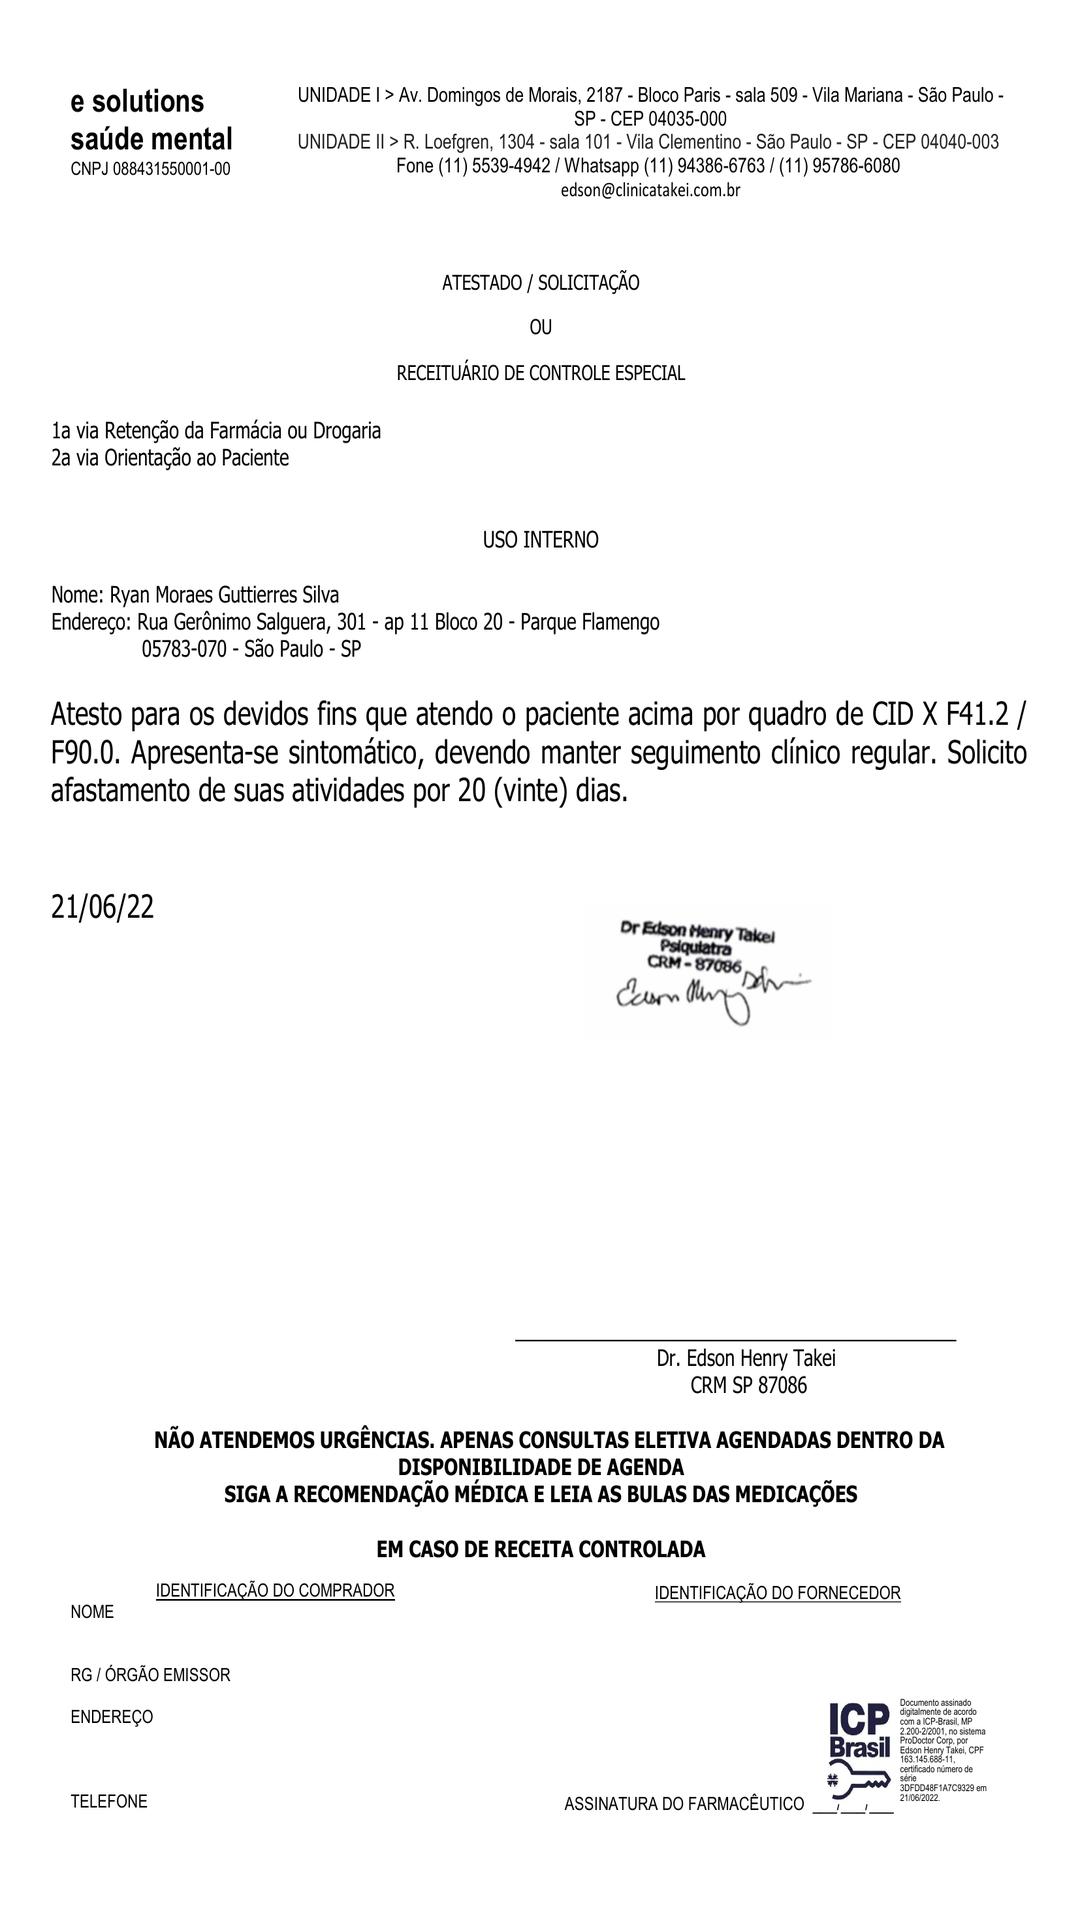 e solutions
saúde mental
CNPJ 088431550001-00
UNIDADE I > Av. Domingos de Morais, 2187 - Bloco Paris - sala 509 - Vila Mariana - São Paulo -
SP - CEP 04035-000
UNIDADE II > R. Loefgren, 1304 - sala 101 - Vila Clementino - São Paulo - SP - CEP 04040-003
Fone (11) 5539-4942 / Whatsapp (11) 94386-6763 / (11) 95786-6080
edson@clinicatakei.com.br
ATESTADO / SOLICITAÇÃO
OU
RECEITUÁRIO DE CONTROLE ESPECIAL
1a via Retenção da Farmácia ou Drogaria
2a via Orientação ao Paciente
USO INTERNO
Nome: Ryan Moraes Guttierres Silva
Endereço: Rua Gerônimo Salguera, 301 - ap 11 Bloco 20 - Parque Flamengo
05783-070 - São Paulo - SP
Atesto para os devidos fins que atendo o paciente acima por quadro de CID X F41.2 /
F90.0. Apresenta-se sintomático, devendo manter seguimento clínico regular. Solicito
afastamento de suas atividades por 20 (vinte) dias.
21/06/22
Dr Edson Henry Takei
Psiquiatra
CRM - 87086
Dr. Edson Henry Takei
CRM SP 87086
NÃO ATENDEMOS URGÊNCIAS. APENAS CONSULTAS ELETIVA AGENDADAS DENTRO DA
DISPONIBILIDADE DE AGENDA
SIGA A RECOMENDAÇÃO MÉDICA E LEIA AS BULAS DAS MEDICAÇÕES
EM CASO DE RECEITA CONTROLADA
IDENTIFICAÇÃO DO COMPRADOR
IDENTIFICAÇÃO DO FORNECEDOR
NOME
RG / ÓRGÃO EMISSOR
ENDEREÇO
TELEFONE
ASSINATURA DO FARMACÊUTICO ___/___/___
ICP
Brasil
Documento assinado
digitalmente de acordo
com a ICP-Brasil, MP
2.200-2/2001, no sistema
ProDoctor Corp, por
Edson Henry Takei, CPF
163.145.688-11,
certificado número de
série
3DFDD48F1A7C9329 em
21/06/2022.